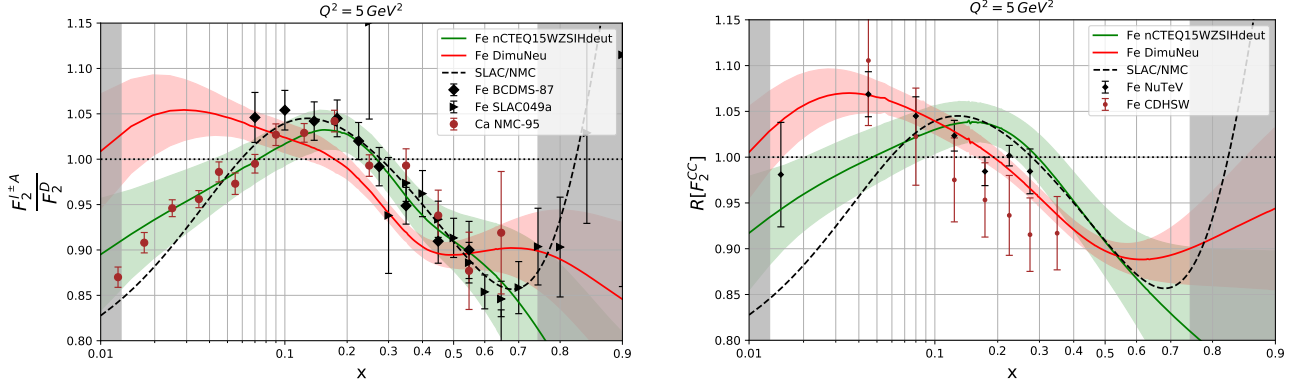 Q² = 5 GeV²
1.15
1.10
1.05
1.00
0.95
0.90
0.85
0.80
F₂^{l±A} / F₂^D
Fe nCTEQ15WZSIHdeut
Fe DimuNeu
SLAC/NMC
Fe BCDMS-87
Fe SLAC049a
Ca NMC-95
0.01 0.1 0.2 0.3 0.4 0.5 0.6 0.7 0.8 0.9
x
Q² = 5 GeV²
1.15
1.10
1.05
1.00
0.95
0.90
0.85
0.80
R[F₂^{CC}]
Fe nCTEQ15WZSIHdeut
Fe DimuNeu
SLAC/NMC
Fe NuTeV
Fe CDHSW
0.01 0.1 0.2 0.3 0.4 0.5 0.6 0.7 0.8 0.9
x